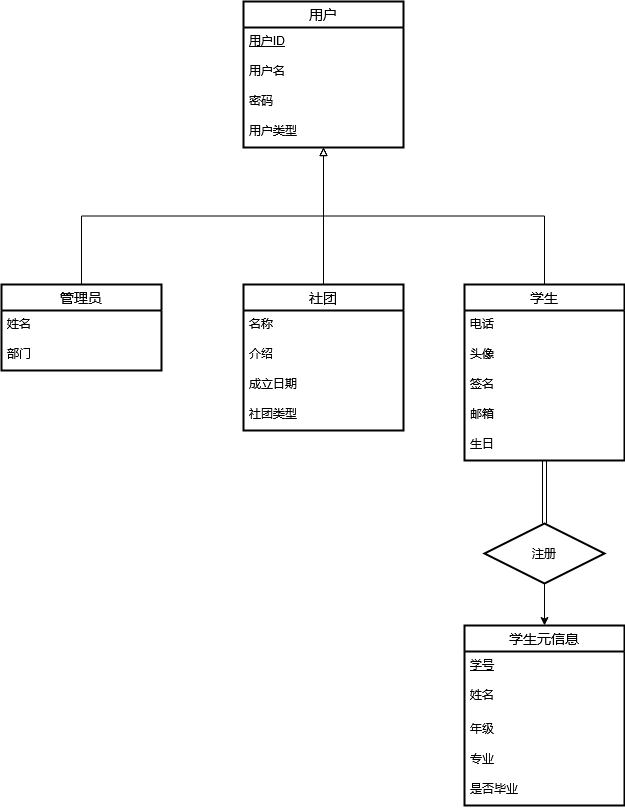 用户
用户ID
用户名
密码
用户类型
管理员
姓名
部门
社团
名称
介绍
成立日期
社团类型
学生
电话
头像
签名
邮箱
生日
注册
学生元信息
学号
姓名
年级
专业
是否毕业